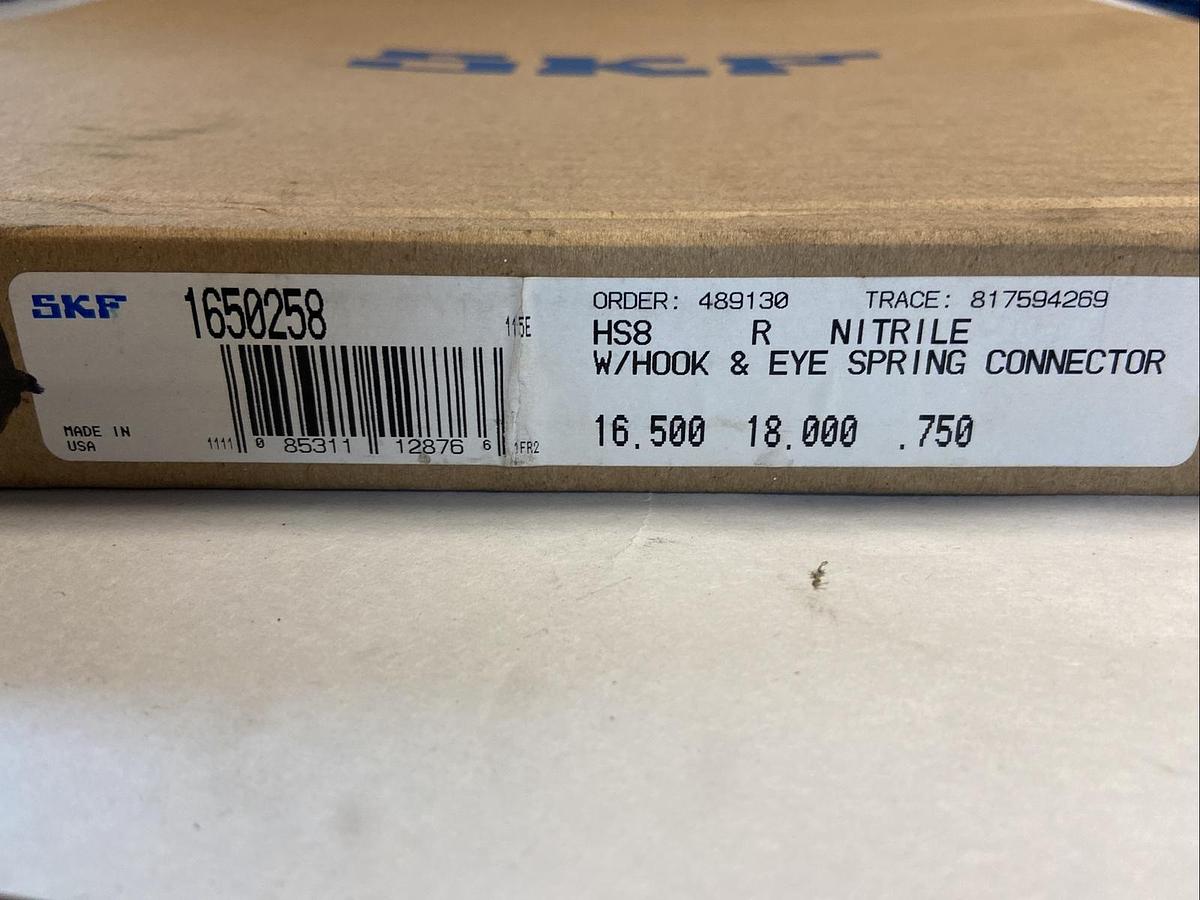 SKF
SKF
1650258
115E
MADE IN
USA
1111 0 85311 12876 6 1FR2
ORDER: 489130 TRACE: 817594269
HS8 R NITRILE
W/HOOK & EYE SPRING CONNECTOR
16.500 18.000 .750